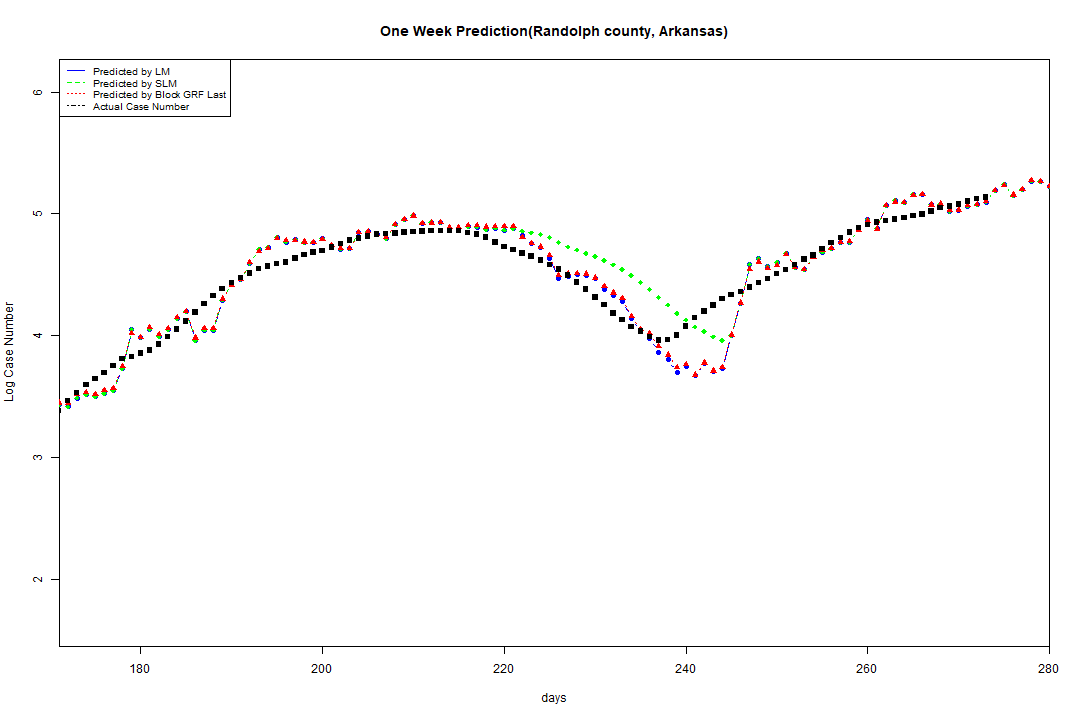 One Week Prediction(Randolph county, Arkansas)
Predicted by LM
Predicted by SLM
Predicted by Block GRF Last
Actual Case Number
6
5
4
3
2
Log Case Number
180 200 220 240 260 280
days